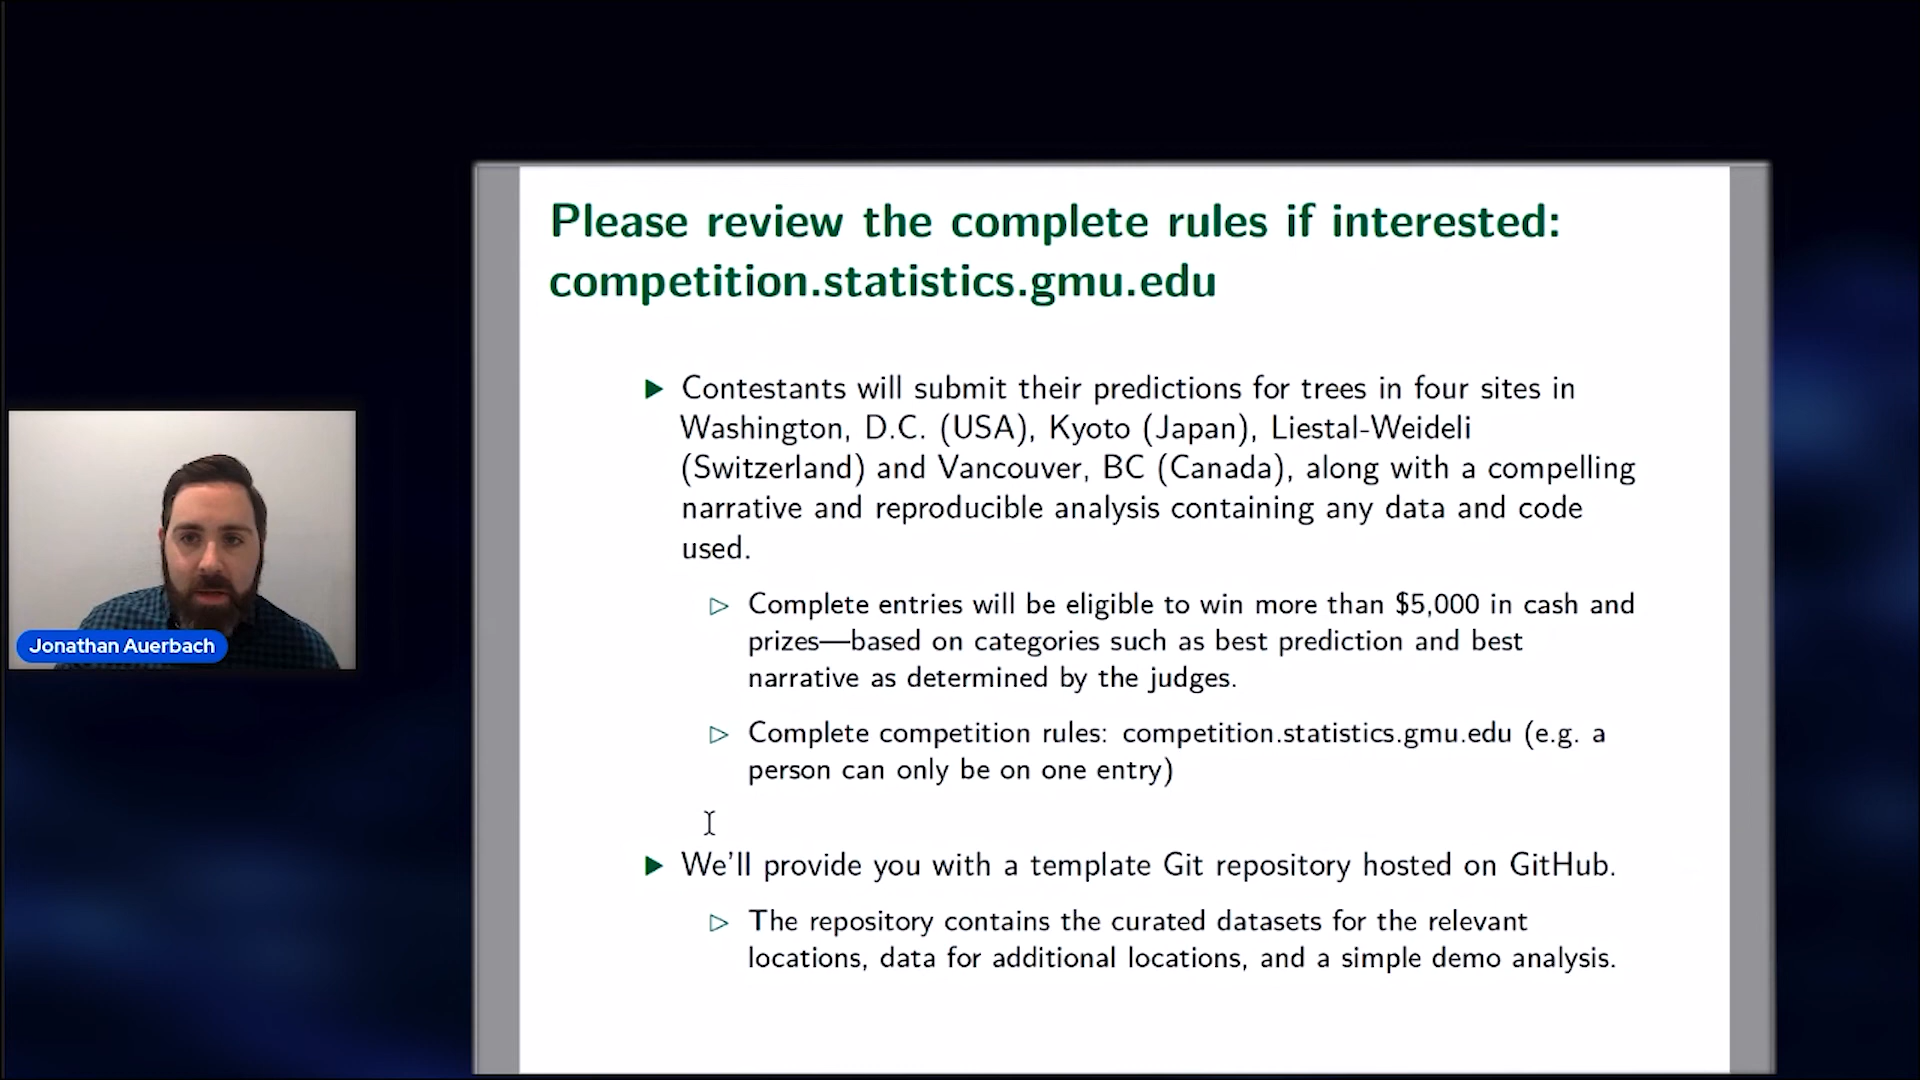 Please review the complete rules if interested:
competition.statistics.gmu.edu
▶ Contestants will submit their predictions for trees in four sites in
Washington, D.C. (USA), Kyoto (Japan), Liestal-Weideli
(Switzerland) and Vancouver, BC (Canada), along with a compelling
narrative and reproducible analysis containing any data and code
used.
▷ Complete entries will be eligible to win more than $5,000 in cash and
prizes—based on categories such as best prediction and best
narrative as determined by the judges.
▷ Complete competition rules: competition.statistics.gmu.edu (e.g. a
person can only be on one entry)
▶ We'll provide you with a template Git repository hosted on GitHub.
▷ The repository contains the curated datasets for the relevant
locations, data for additional locations, and a simple demo analysis.
Jonathan Auerbach